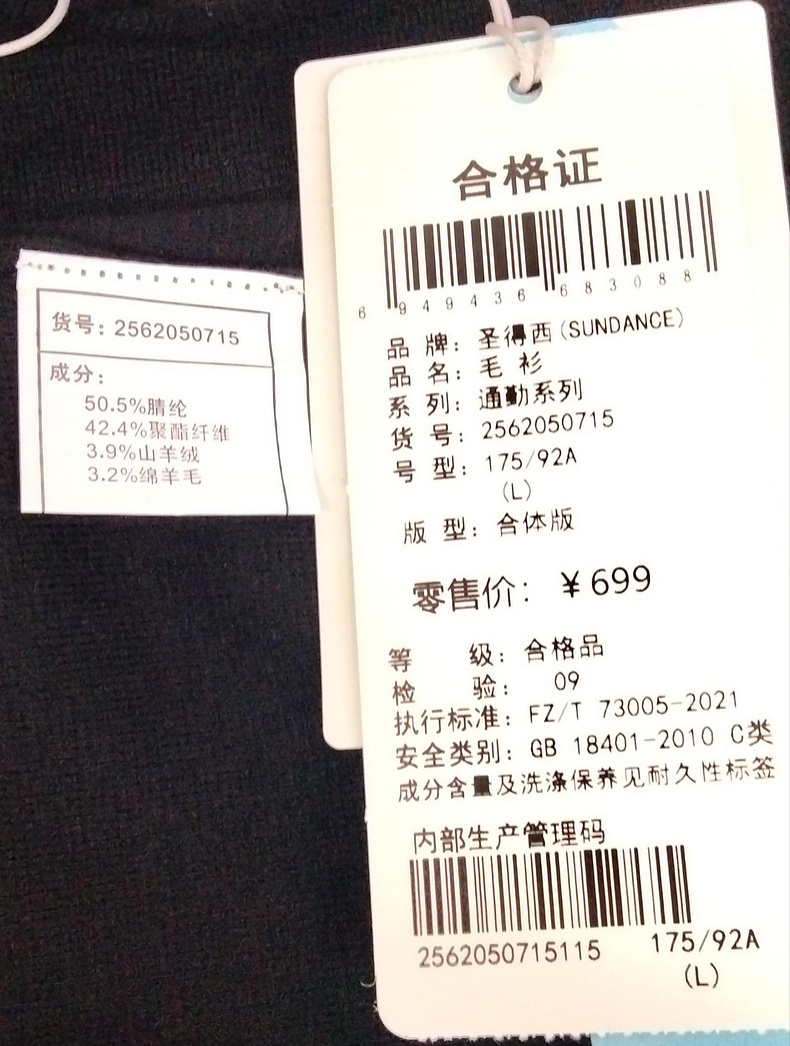 货号：2562050715
成分：
50.5%腈纶
42.4%聚酯纤维
3.9%山羊绒
3.2%绵羊毛
合格证
6 949436 683088
品 牌：圣得西(SUNDANCE)
品 名：毛 衫
系 列：通勤系列
货 号：2562050715
号 型：175/92A
(L)
版 型：合体版
零售价：￥699
等 级：合格品
检 验：09
执行标准：FZ/T 73005-2021
安全类别：GB 18401-2010 C类
成分含量及洗涤保养见耐久性标签
内部生产管理码
2562050715115 175/92A
(L)